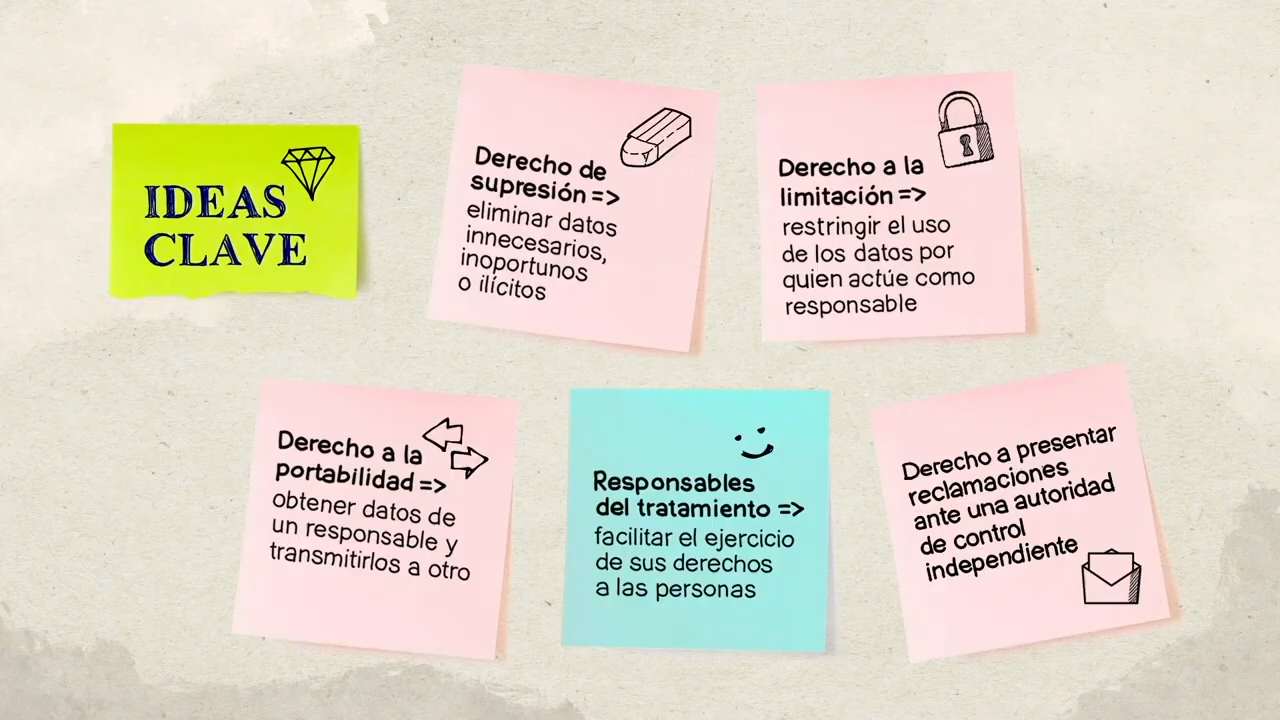 IDEAS
CLAVE
Derecho de
supresión =>
eliminar datos
innecesarios,
inoportunos
o ilícitos
Derecho a la
limitación =>
restringir el uso
de los datos por
quien actúe como
responsable
Derecho a la
portabilidad =>
obtener datos de
un responsable y
transmitirlos a otro
Responsables
del tratamiento =>
facilitar el ejercicio
de sus derechos
a las personas
Derecho a presentar
reclamaciones
ante una autoridad
de control
independiente